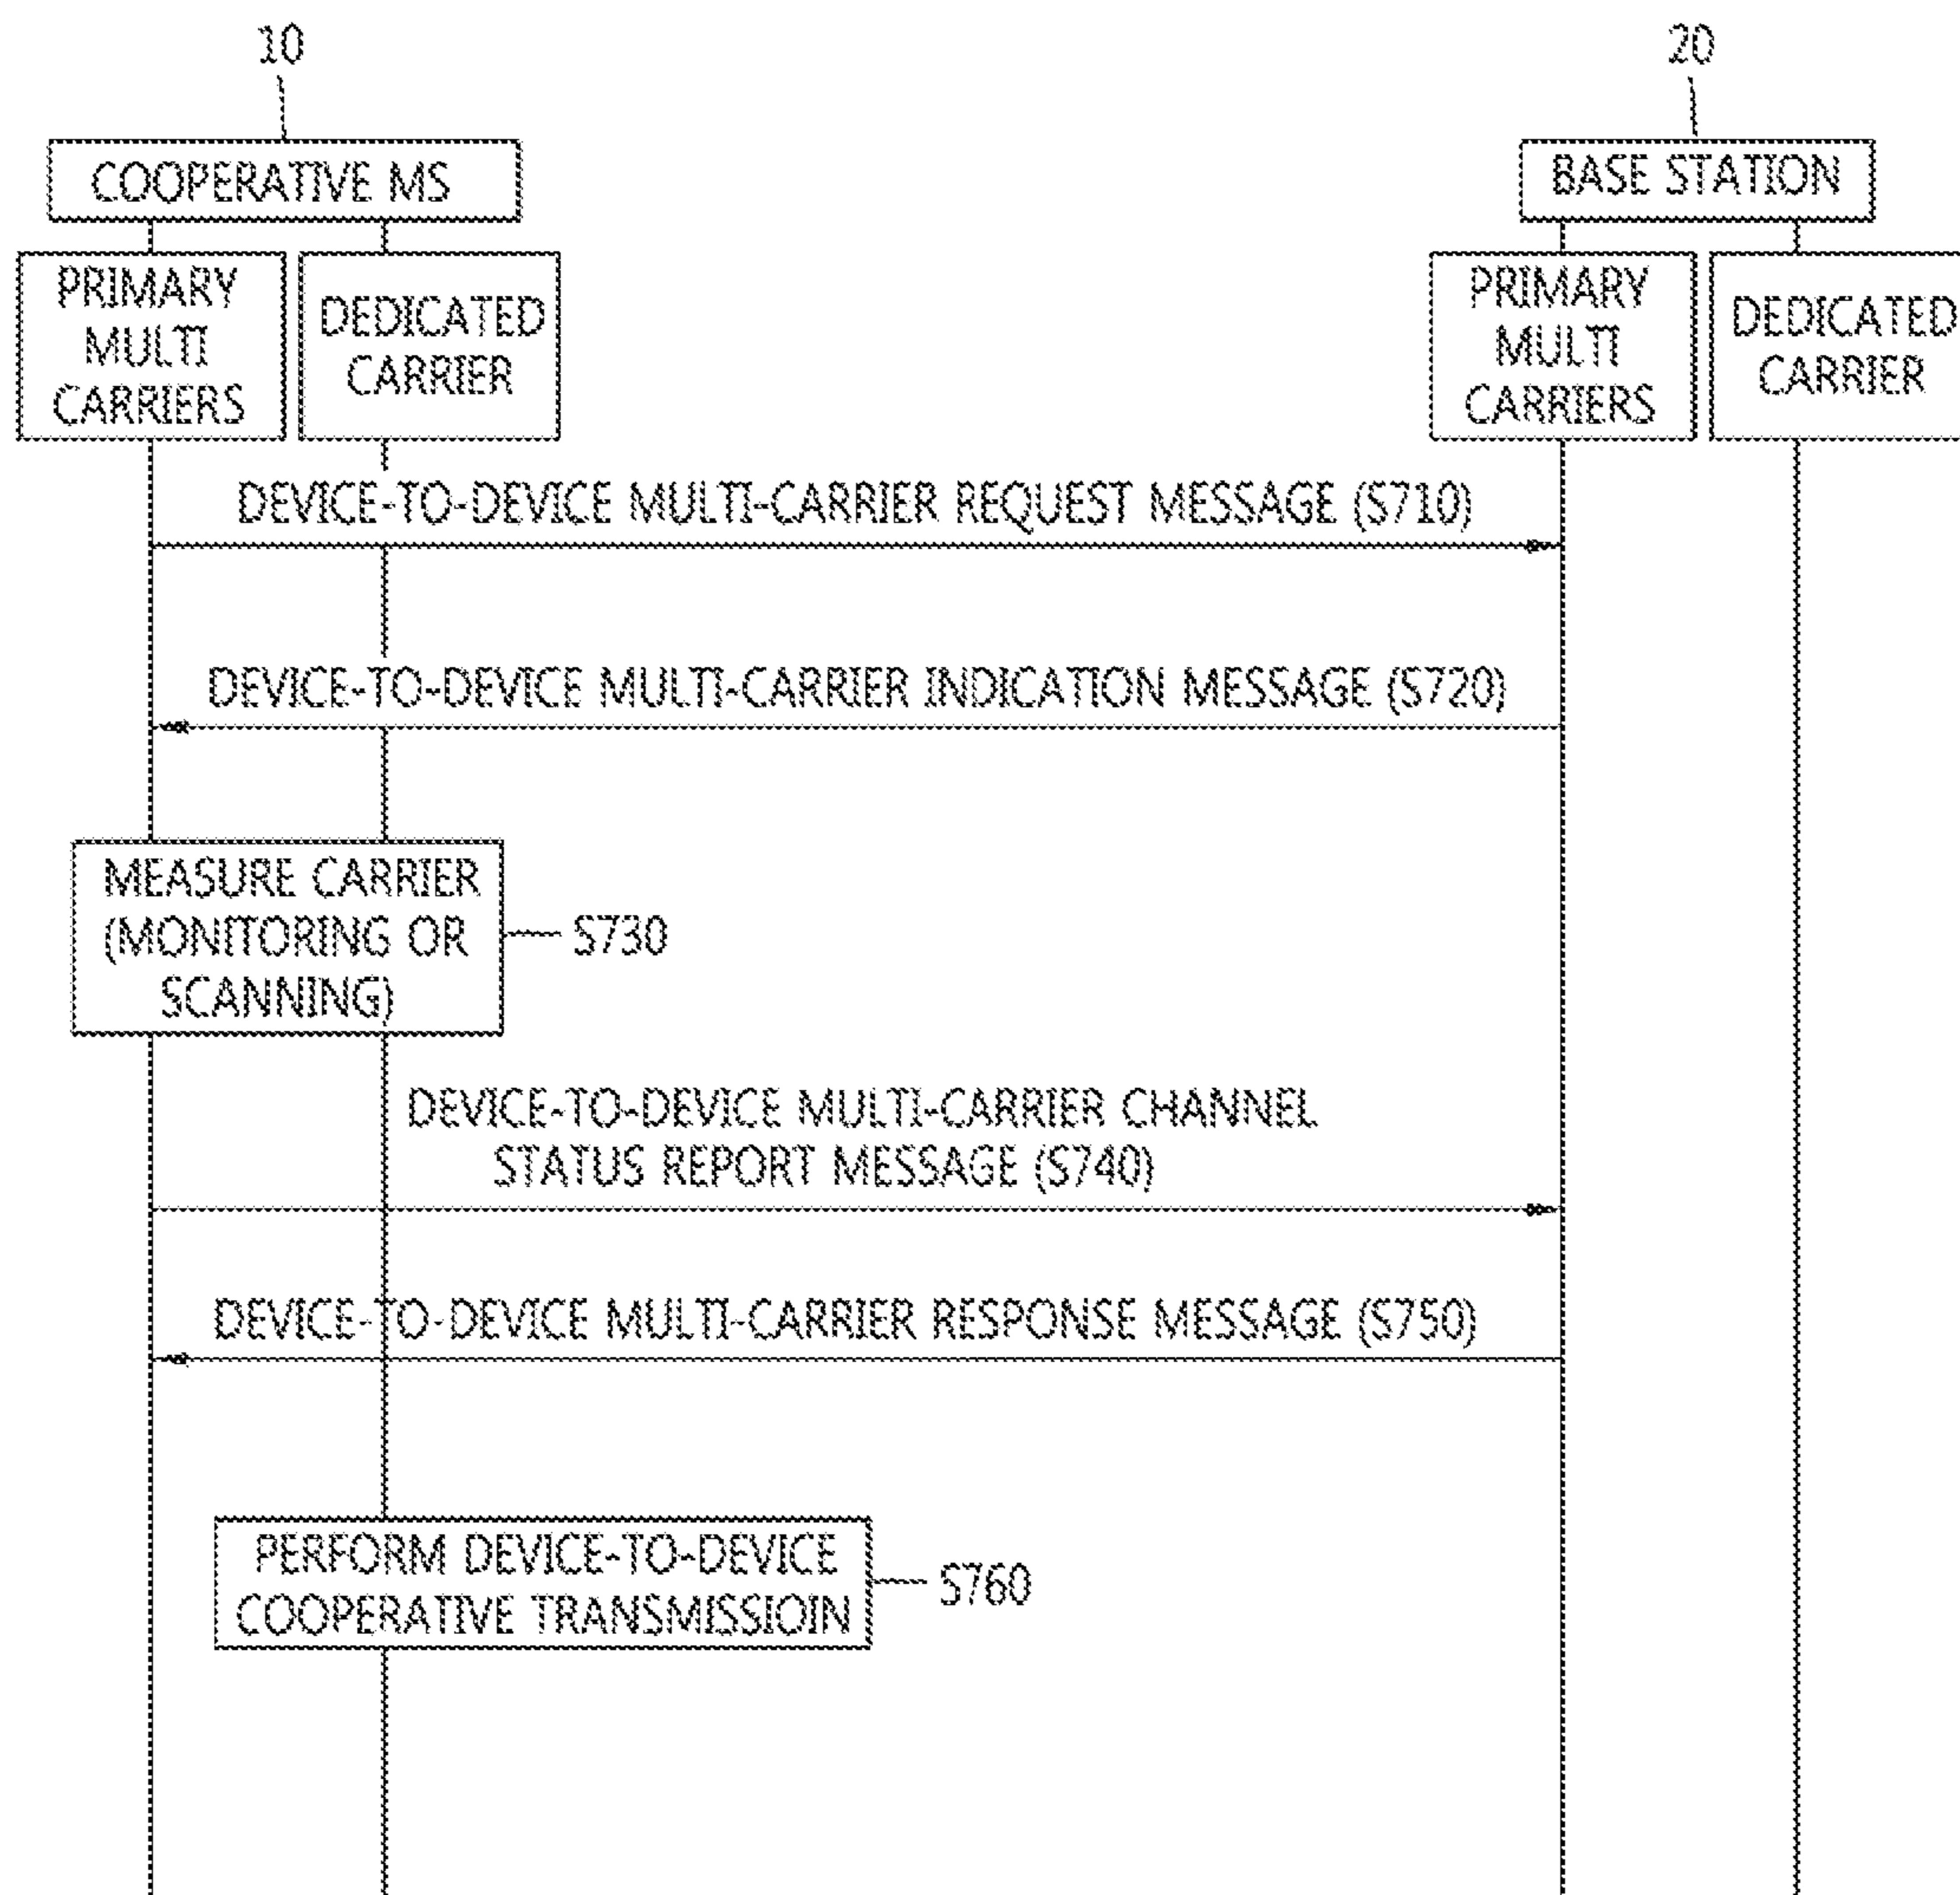 10
20
COOPERATIVE MS
BASE STATION
PRIMARY
MULTI
CARRIERS
DEDICATED
CARRIER
PRIMARY
MULTI
CARRIERS
DEDICATED
CARRIER
DEVICE-TO-DEVICE MULTI-CARRIER REQUEST MESSAGE (S710)
DEVICE-TO-DEVICE MULTI-CARRIER INDICATION MESSAGE (S720)
MEASURE CARRIER
(MONITORING OR
SCANNING)
S730
DEVICE-TO-DEVICE MULTI-CARRIER CHANNEL
STATUS REPORT MESSAGE (S740)
DEVICE-TO-DEVICE MULTI-CARRIER RESPONSE MESSAGE (S750)
PERFORM DEVICE-TO-DEVICE
COOPERATIVE TRANSMISSIOIN
S760